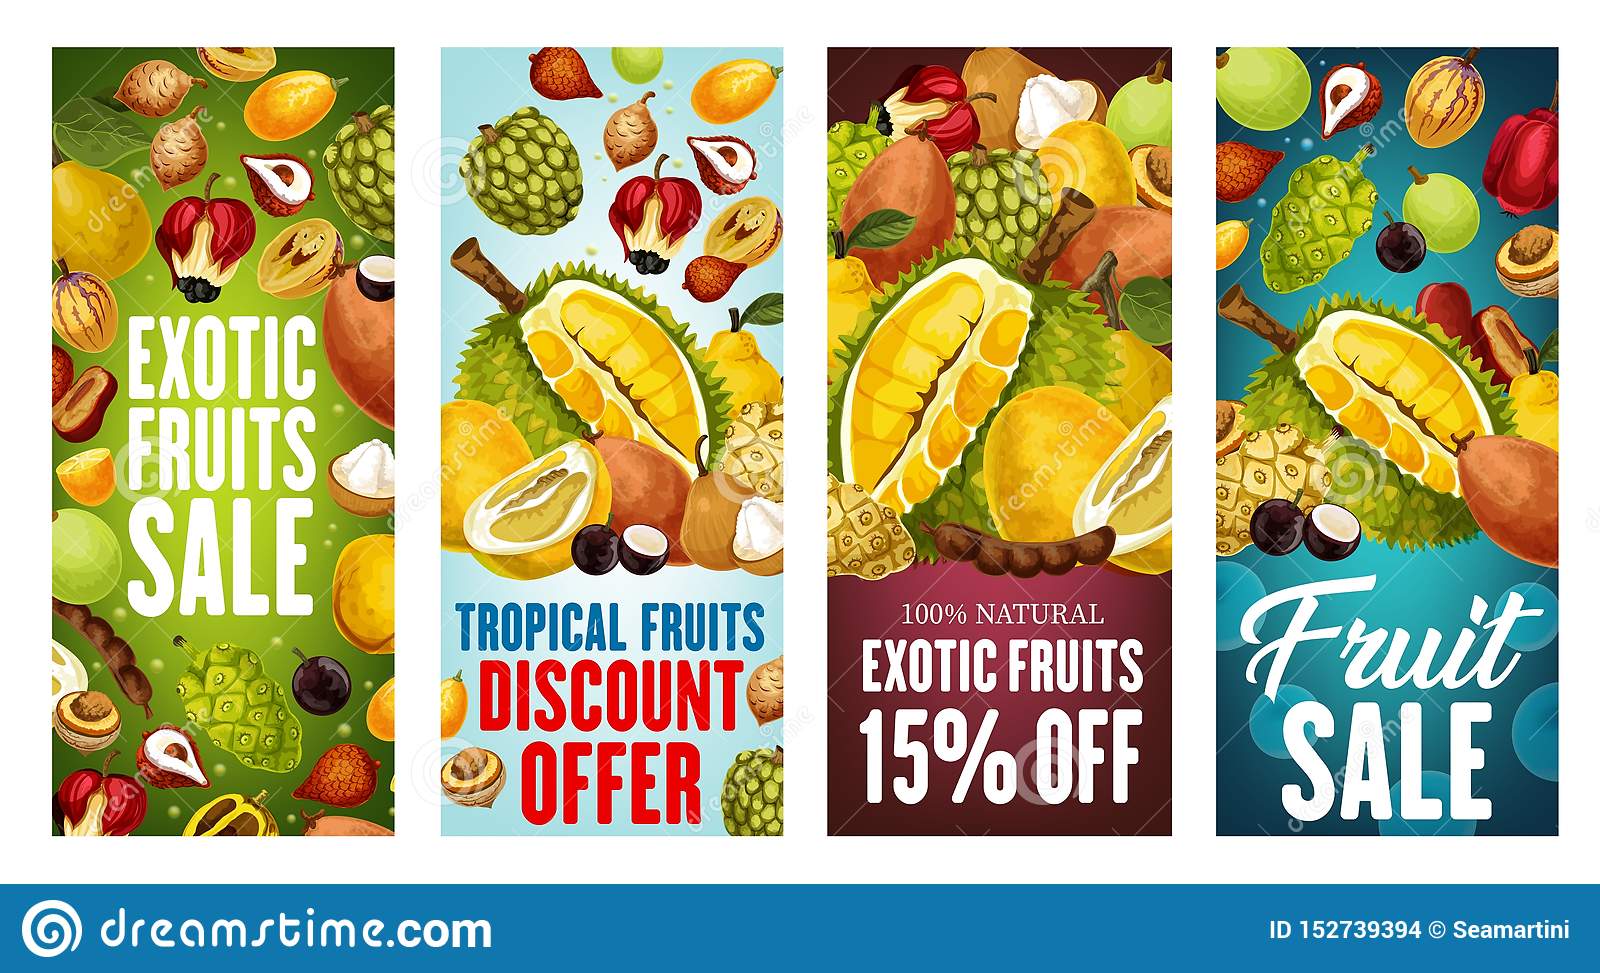 EXOTIC
FRUITS
SALE
TROPICAL FRUITS
DISCOUNT
OFFER
100% NATURAL
EXOTIC FRUITS
15% OFF
Fruit
SALE
dreamstime.com
ID 152739394 © Seamartini